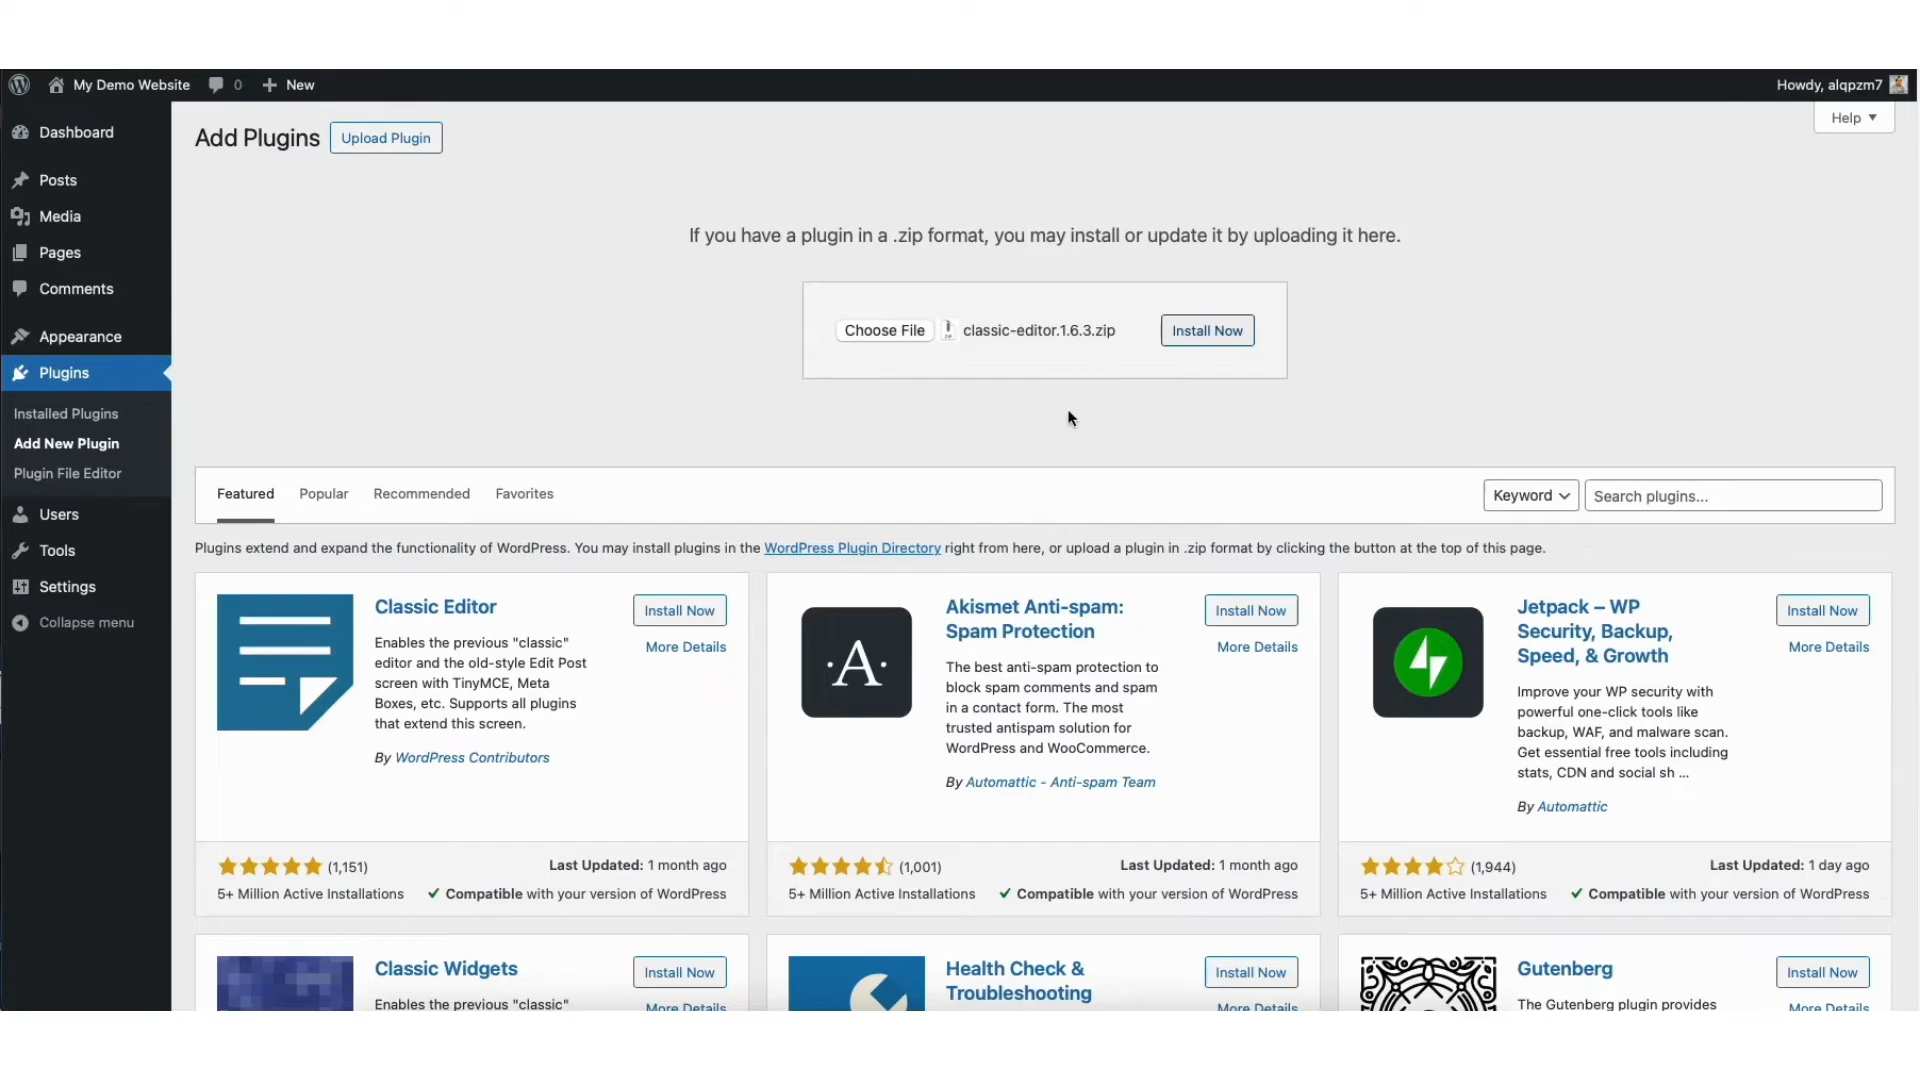 My Demo Website
0
New
Howdy, alqpzm7
Dashboard
Posts
Media
Pages
Comments
Appearance
Plugins
Installed Plugins
Add New Plugin
Plugin File Editor
Users
Tools
Settings
Collapse menu
Add Plugins
Upload Plugin
Help
If you have a plugin in a .zip format, you may install or update it by uploading it here.
Choose File
classic-editor.1.6.3.zip
Install Now
Featured
Popular
Recommended
Favorites
Keyword
Search plugins...
Plugins extend and expand the functionality of WordPress. You may install plugins in the WordPress Plugin Directory right from here, or upload a plugin in .zip format by clicking the button at the top of this page.
Classic Editor
Install Now
More Details
Enables the previous "classic"
editor and the old-style Edit Post
screen with TinyMCE, Meta
Boxes, etc. Supports all plugins
that extend this screen.
By WordPress Contributors
(1,151)
Last Updated: 1 month ago
5+ Million Active Installations
Compatible with your version of WordPress
·A·
Akismet Anti-spam:
Spam Protection
Install Now
More Details
The best anti-spam protection to
block spam comments and spam
in a contact form. The most
trusted antispam solution for
WordPress and WooCommerce.
By Automattic - Anti-spam Team
(1,001)
Last Updated: 1 month ago
5+ Million Active Installations
Compatible with your version of WordPress
Jetpack – WP
Security, Backup,
Speed, & Growth
Install Now
More Details
Improve your WP security with
powerful one-click tools like
backup, WAF, and malware scan.
Get essential free tools including
stats, CDN and social sh ...
By Automattic
(1,944)
Last Updated: 1 day ago
5+ Million Active Installations
Compatible with your version of WordPress
Classic Widgets
Install Now
More Details
Enables the previous "classic"
Health Check &
Troubleshooting
Install Now
More Details
Gutenberg
Install Now
More Details
The Gutenberg plugin provides